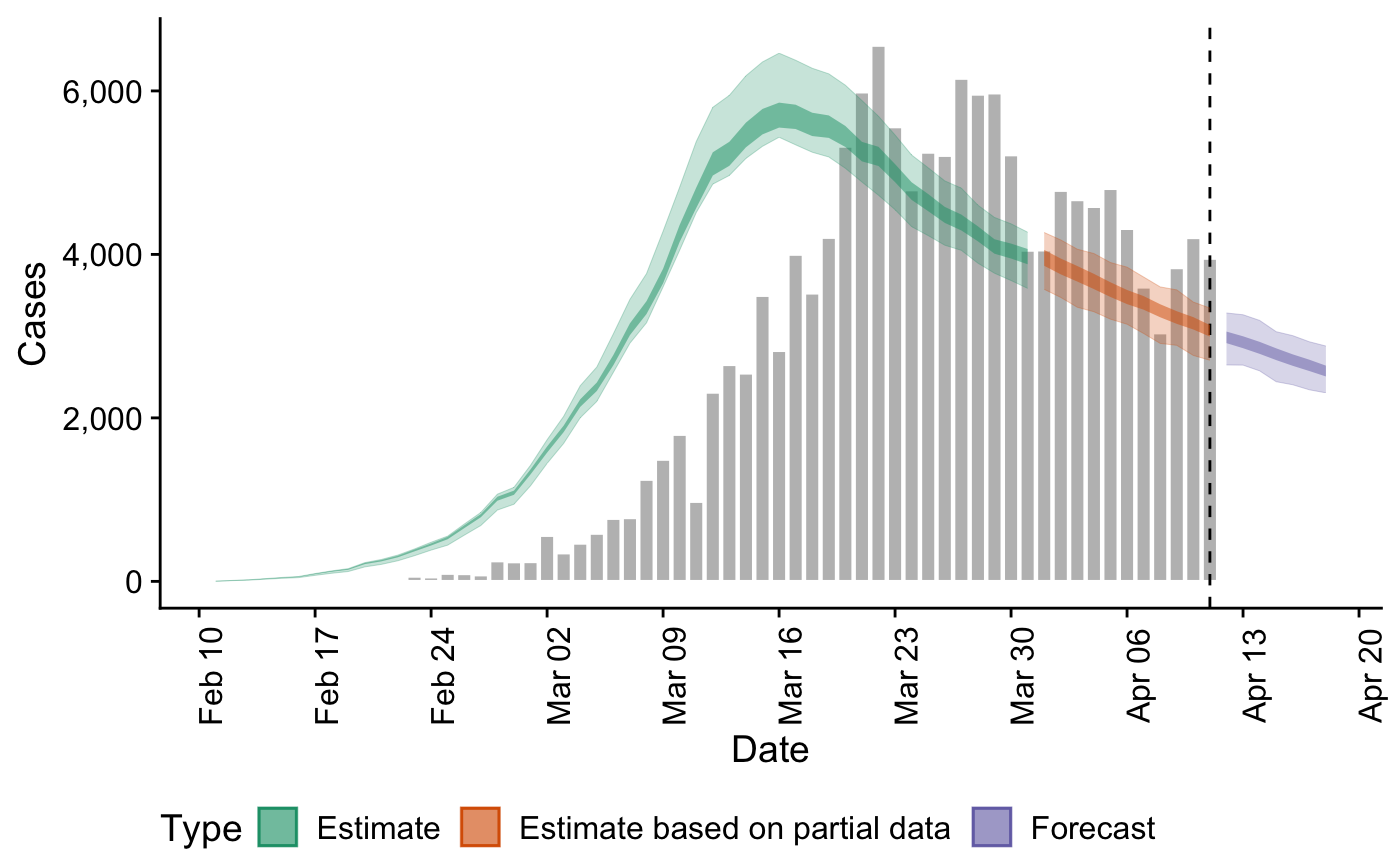 Cases
6,000
4,000
2,000
0
Feb 10
Feb 17
Feb 24
Mar 02
Mar 09
Mar 16
Mar 23
Mar 30
Apr 06
Apr 13
Apr 20
Date
Type Estimate Estimate based on partial data Forecast